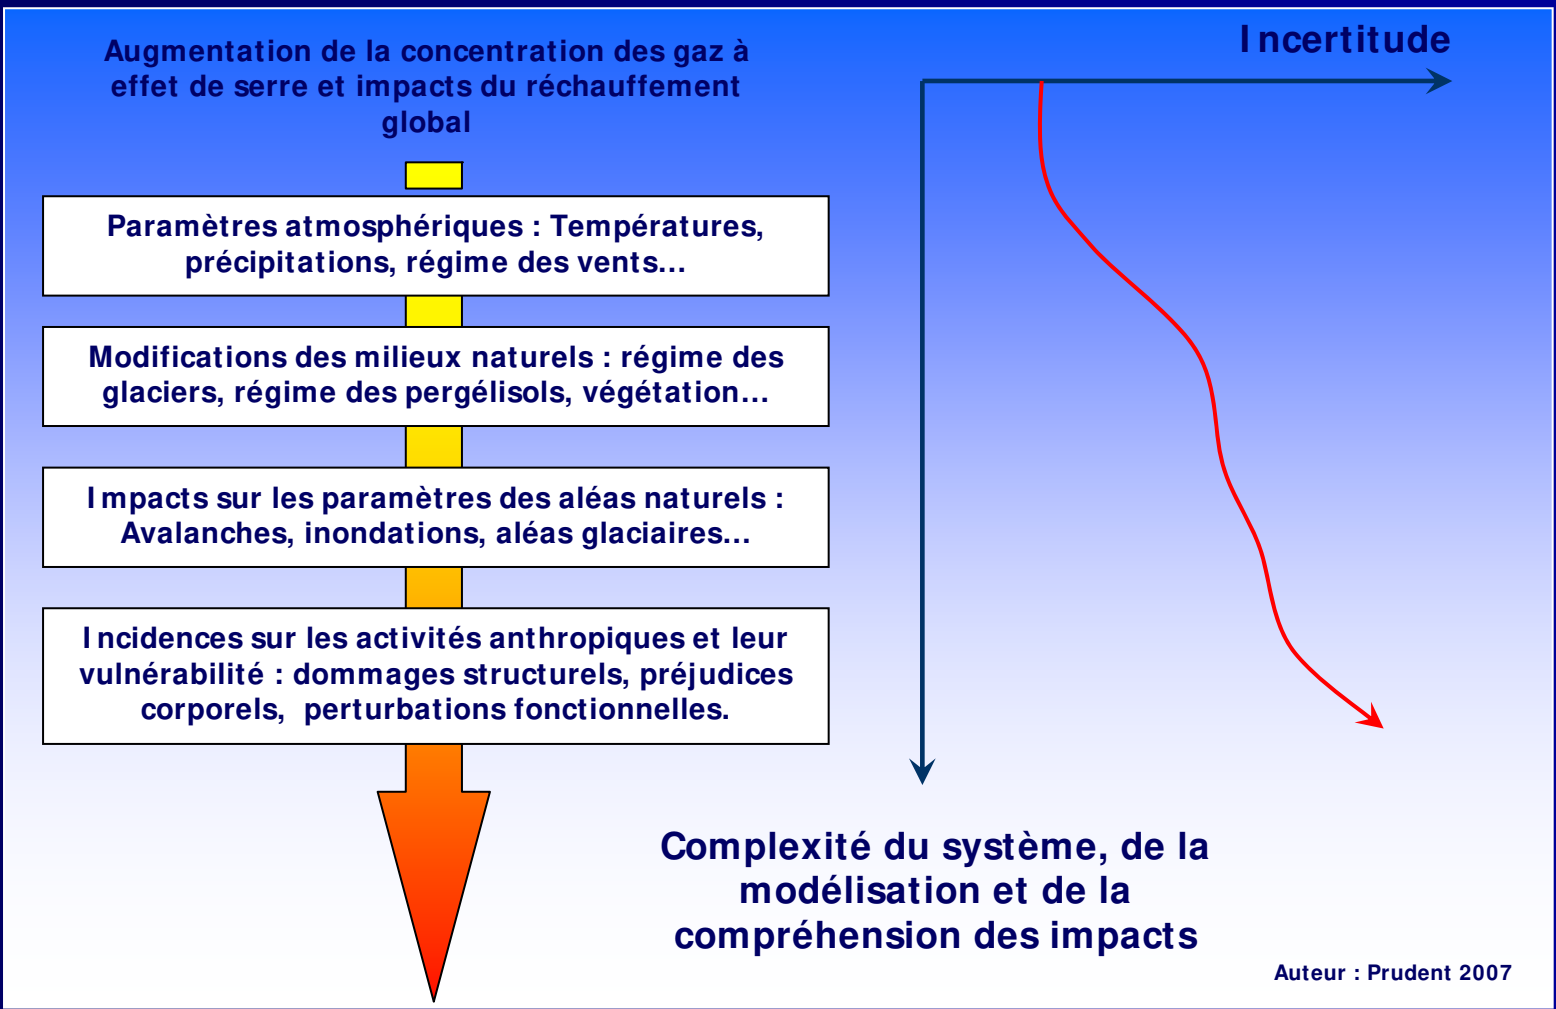 Augmentation de la concentration des gaz à
effet de serre et impacts du réchauffement
global
Incertitude
Paramètres atmosphériques : Températures,
précipitations, régime des vents...
Modifications des milieux naturels : régime des
glaciers, régime des pergélisols, végétation...
Impacts sur les paramètres des aléas naturels :
Avalanches, inondations, aléas glaciaires...
Incidences sur les activités anthropiques et leur
vulnérabilité : dommages structurels, préjudices
corporels, perturbations fonctionnelles.
Complexité du système, de la
modélisation et de la
compréhension des impacts
Auteur : Prudent 2007